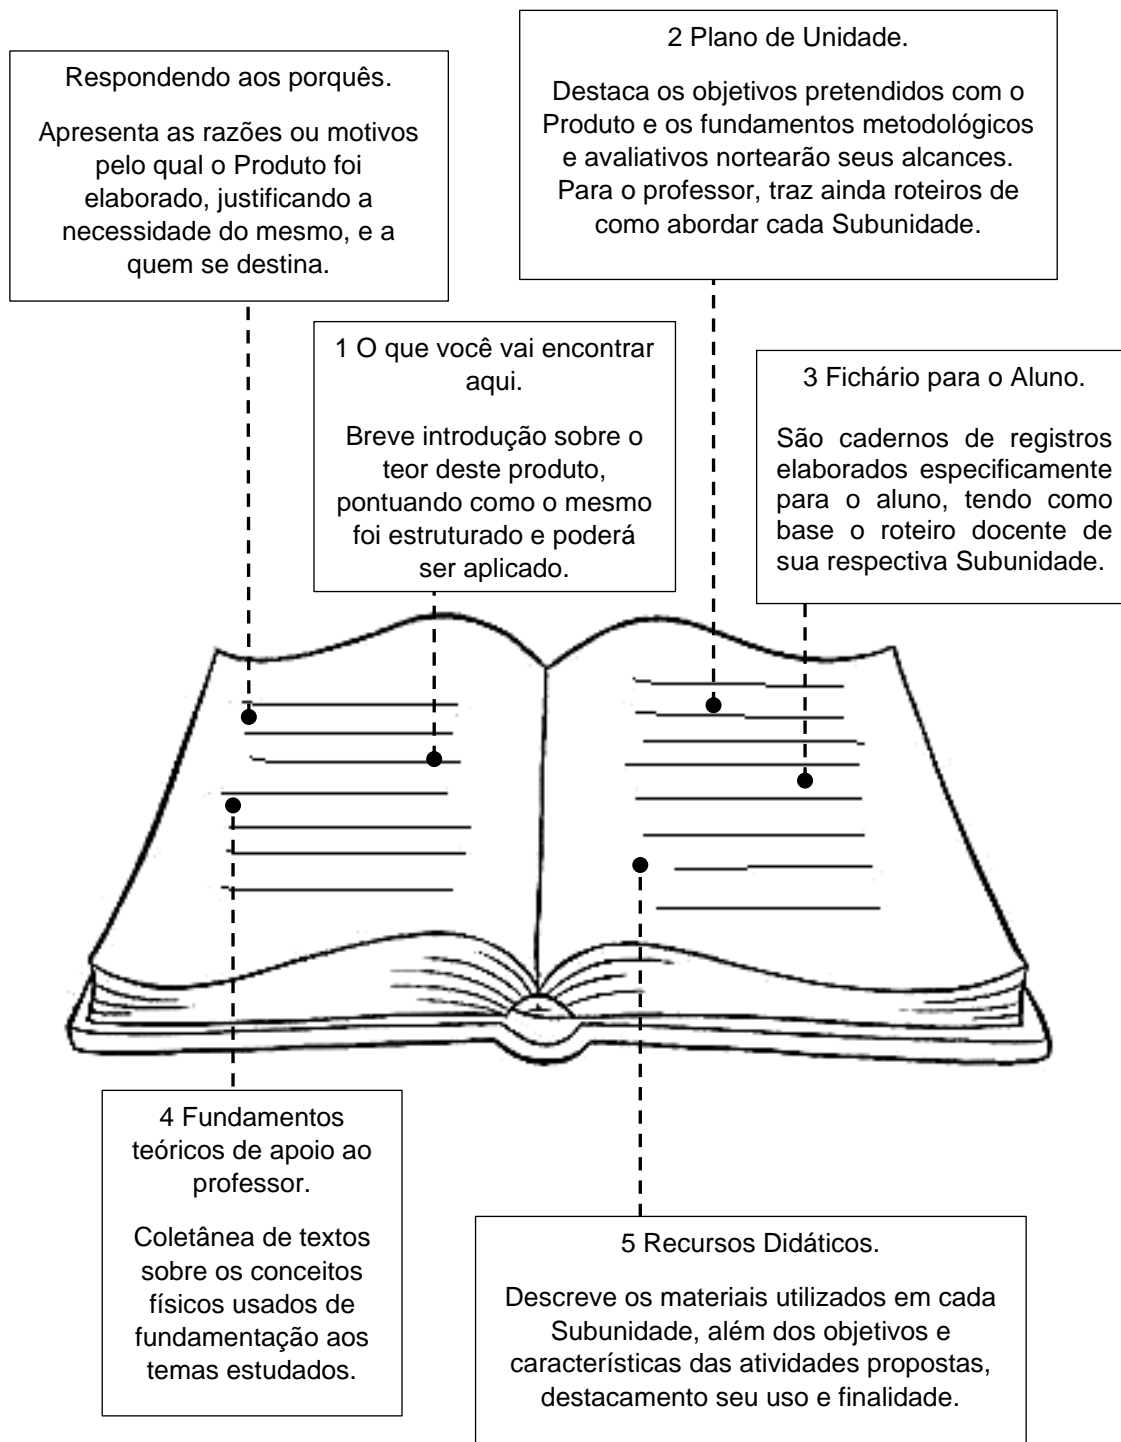 Respondendo aos porquês.
Apresenta as razões ou motivos
pelo qual o Produto foi
elaborado, justificando a
necessidade do mesmo, e a
quem se destina.
2 Plano de Unidade.
Destaca os objetivos pretendidos com o
Produto e os fundamentos metodológicos
e avaliativos nortearão seus alcances.
Para o professor, traz ainda roteiros de
como abordar cada Subunidade.
1 O que você vai encontrar
aqui.
Breve introdução sobre o
teor deste produto,
pontuando como o mesmo
foi estruturado e poderá
ser aplicado.
3 Fichário para o Aluno.
São cadernos de registros
elaborados especificamente
para o aluno, tendo como
base o roteiro docente de
sua respectiva Subunidade.
4 Fundamentos
teóricos de apoio ao
professor.
Coletânea de textos
sobre os conceitos
físicos usados de
fundamentação aos
temas estudados.
5 Recursos Didáticos.
Descreve os materiais utilizados em cada
Subunidade, além dos objetivos e
características das atividades propostas,
destacamento seu uso e finalidade.